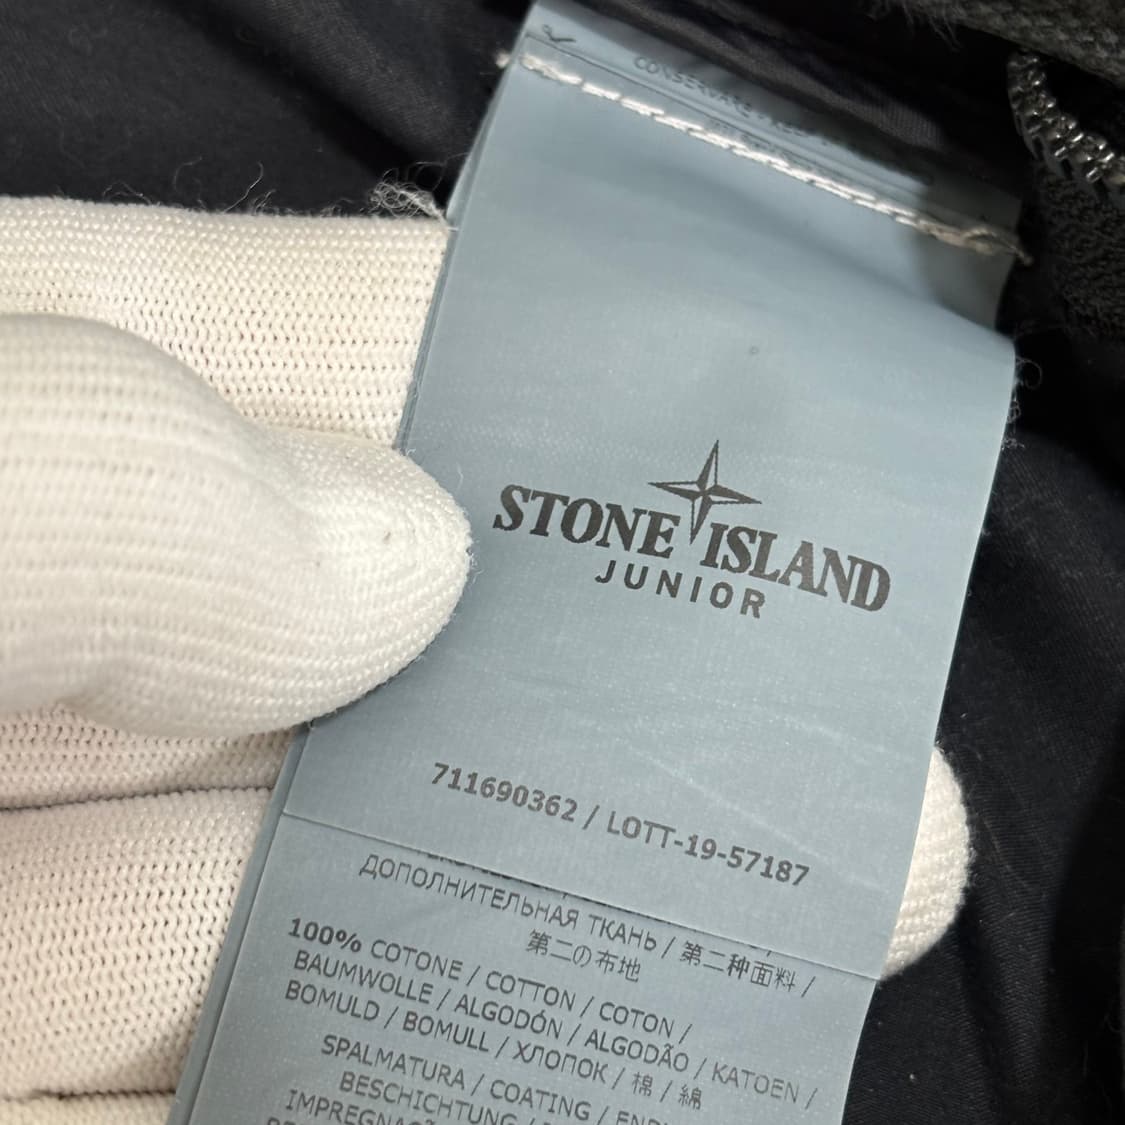 STONE ISLAND
JUNIOR
711690362 / LOTT-19-57187
ДОПОЛНИТЕЛЬНАЯ ТКАНЬ / 第二种面料 /
第二の布地
100% COTONE / COTTON / COTON /
BAUMWOLLE / ALGODÓN / ALGODÃO / KATOEN /
BOMULD / BOMULL / ХЛОПОК / 棉 / 綿
SPALMATURA / COATING /
BESCHICHTUNG /